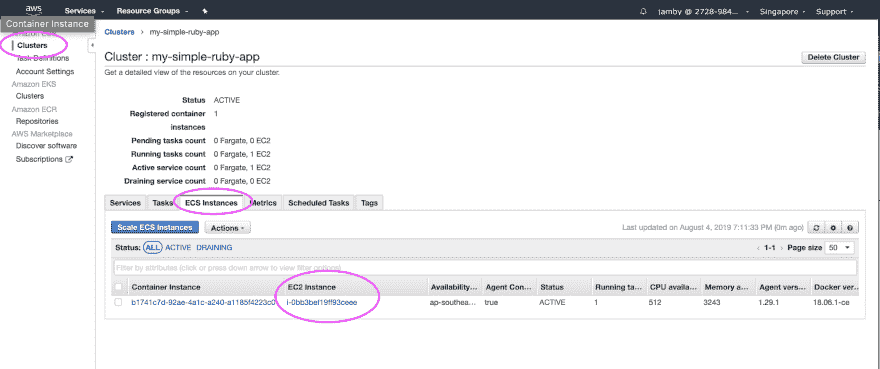 aws Services Resource Groups jamby @ 2728-984... Singapore Support
Container Instance
Clusters
Task Definitions
Account Settings
Amazon EKS
Clusters
Amazon ECR
Repositories
AWS Marketplace
Discover software
Subscriptions
Clusters > my-simple-ruby-app
Cluster : my-simple-ruby-app
Delete Cluster
Get a detailed view of the resources on your cluster.
Status ACTIVE
Registered container instances 1
Pending tasks count 0 Fargate, 0 EC2
Running tasks count 0 Fargate, 1 EC2
Active service count 0 Fargate, 1 EC2
Draining service count 0 Fargate, 0 EC2
Services Tasks ECS Instances Metrics Scheduled Tasks Tags
Scale ECS Instances Actions Last updated on August 4, 2019 7:11:33 PM (0m ago)
Status: ALL ACTIVE DRAINING < 1-1 > Page size 50
Filter by attributes (click or press down arrow to view filter options)
Container Instance EC2 Instance Availability... Agent Con... Status Running ta... CPU availa... Memory a... Agent vers... Docker ver...
b1741c7d-92ae-4a1c-a240-a1185f4223c0 i-0bb3bef19ff93ceee ap-southea... true ACTIVE 1 512 3243 1.29.1 18.06.1-ce